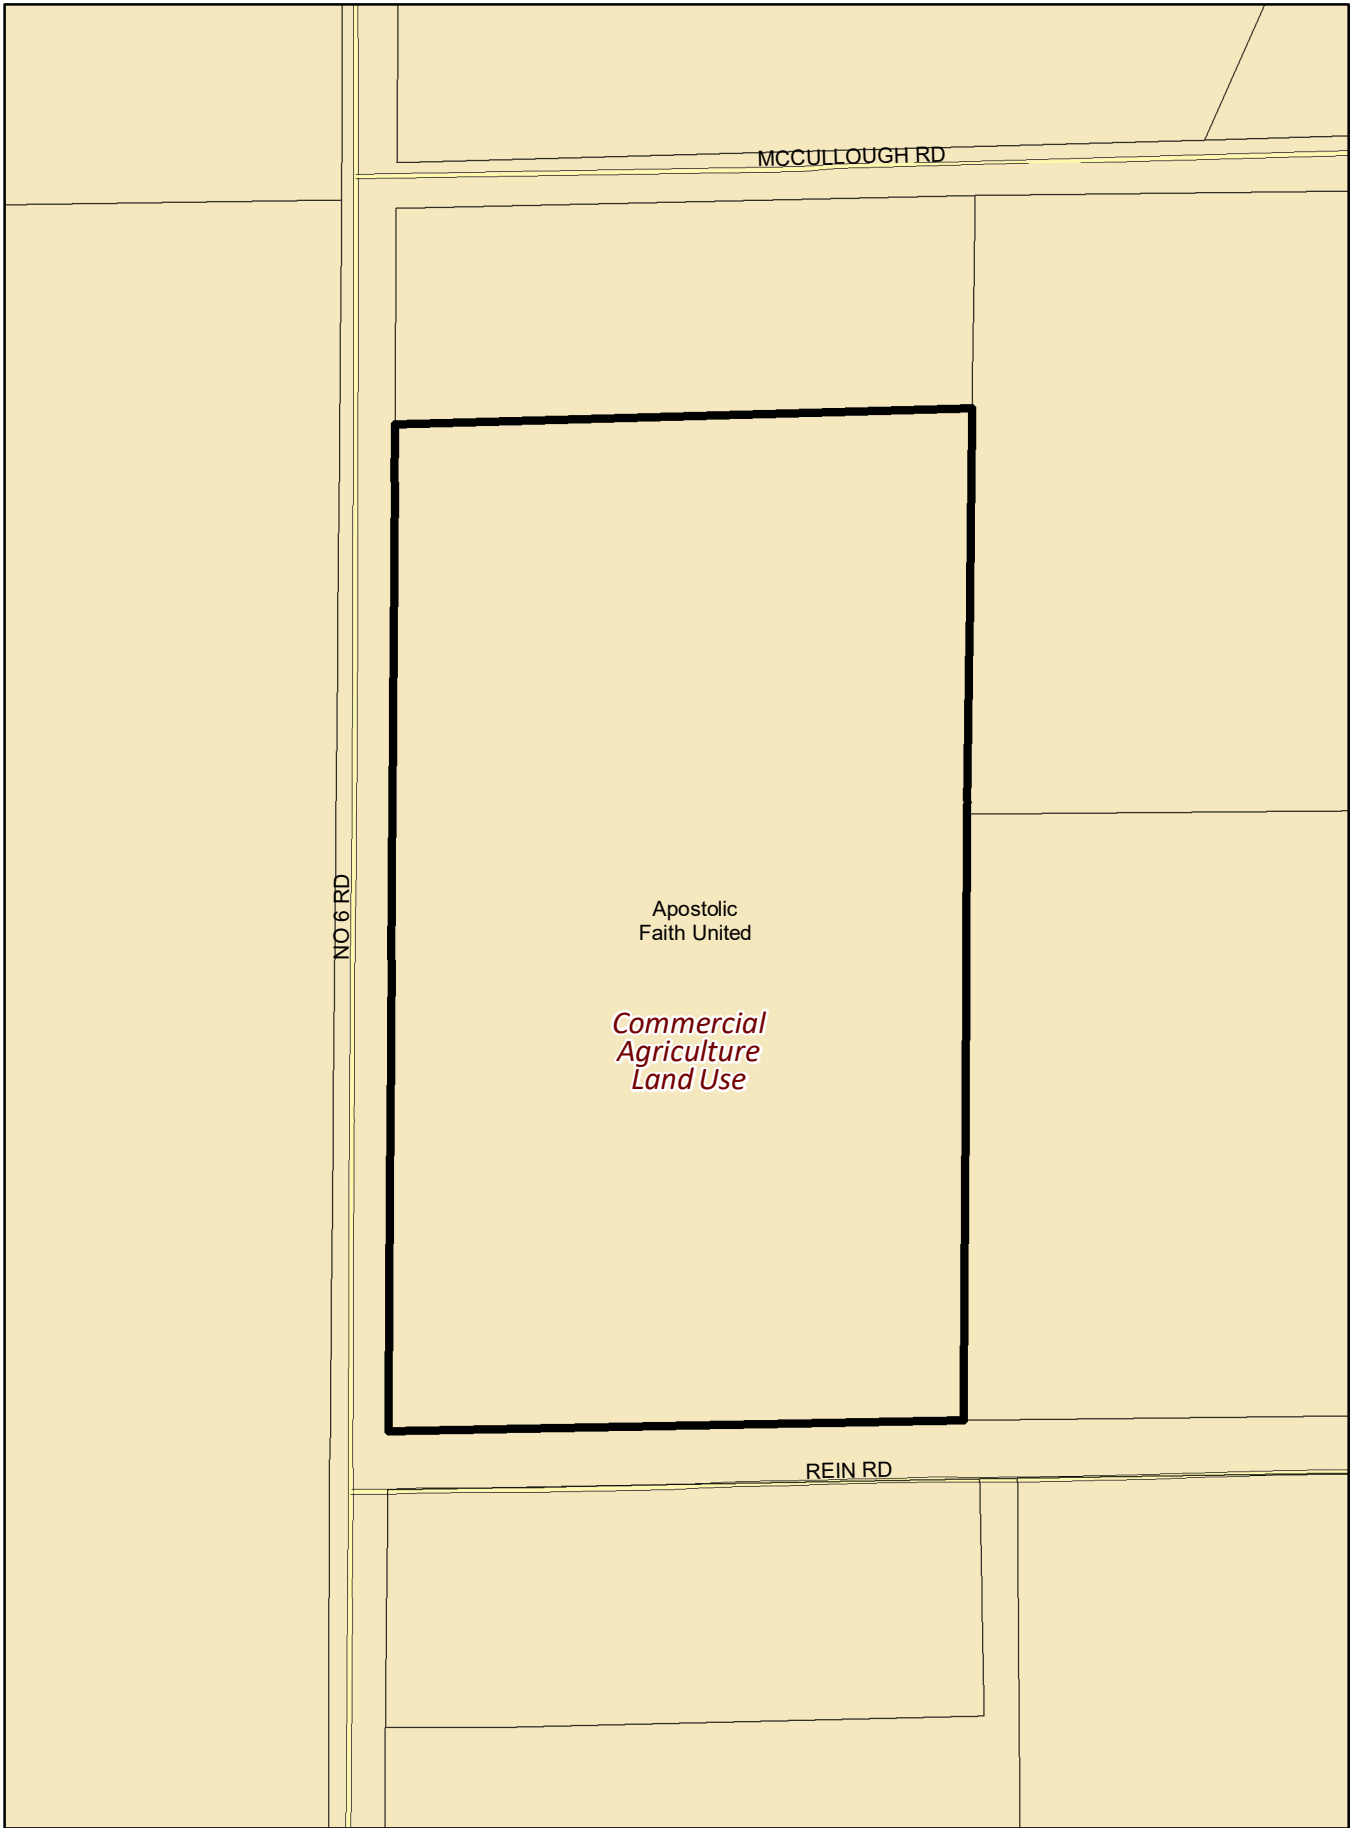 MCCULLOUGH RD
NO 6 RD
Apostolic
Faith United
Commercial
Agriculture
Land Use
REIN RD